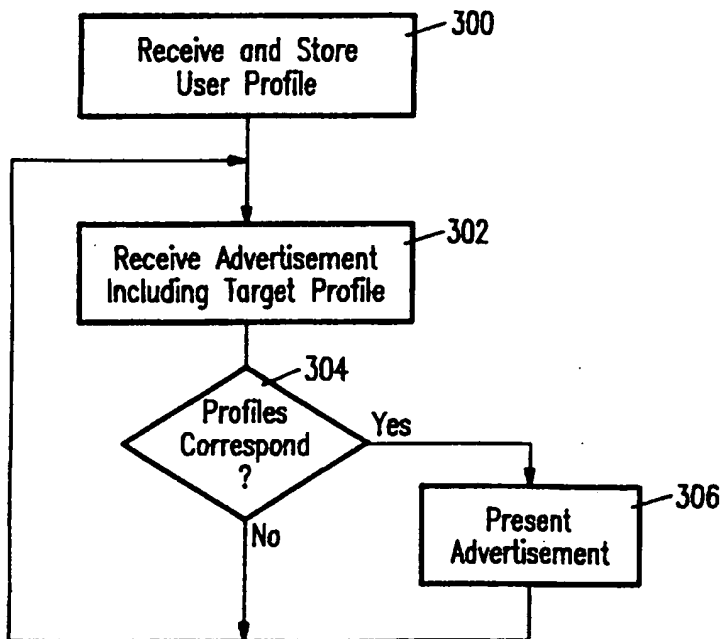 300
Receive and Store
User Profile
302
Receive Advertisement
Including Target Profile
304
Profiles
Correspond
?
Yes
No
306
Present
Advertisement